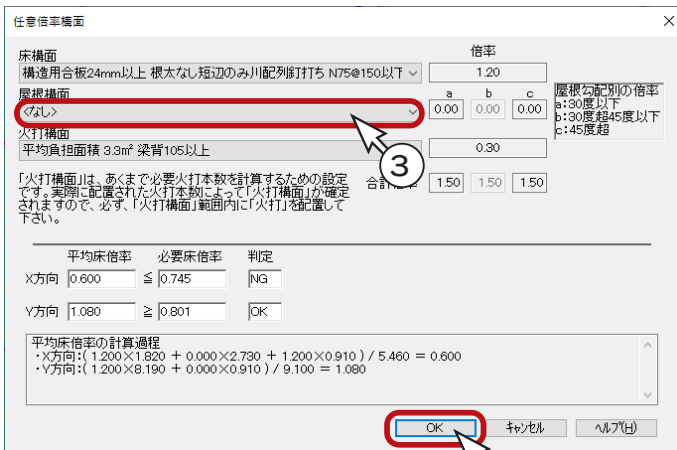 任意倍率構面
床構面
倍率
構造用合板24mm以上 根太なし短辺のみ川配列釘打ち N75@150以下
1.20
屋根構面
a b c
<なし>
0.00 0.00 0.00
屋根勾配別の倍率
a:30度以下
b:30度超45度以下
c:45度超
火打構面
平均負担面積 3.3㎡ 梁背105以上
0.30
③
「火打構面」は、あくまで必要火打本数を計算するための設定
です。実際に配置された火打本数によって「火打構面」が確定
されますので、必ず、「火打構面」範囲内に「火打」を配置して
下さい。
合計
1.50 1.50 1.50
平均床倍率 必要床倍率 判定
X方向 0.600 ≦ 0.745 NG
Y方向 1.080 ≧ 0.801 OK
平均床倍率の計算過程
・X方向:( 1.200×1.820 + 0.000×2.730 + 1.200×0.910 ) / 5.460 = 0.600
・Y方向:( 1.200×8.190 + 0.000×0.910 ) / 9.100 = 1.080
OK キャンセル ヘルプ(H)